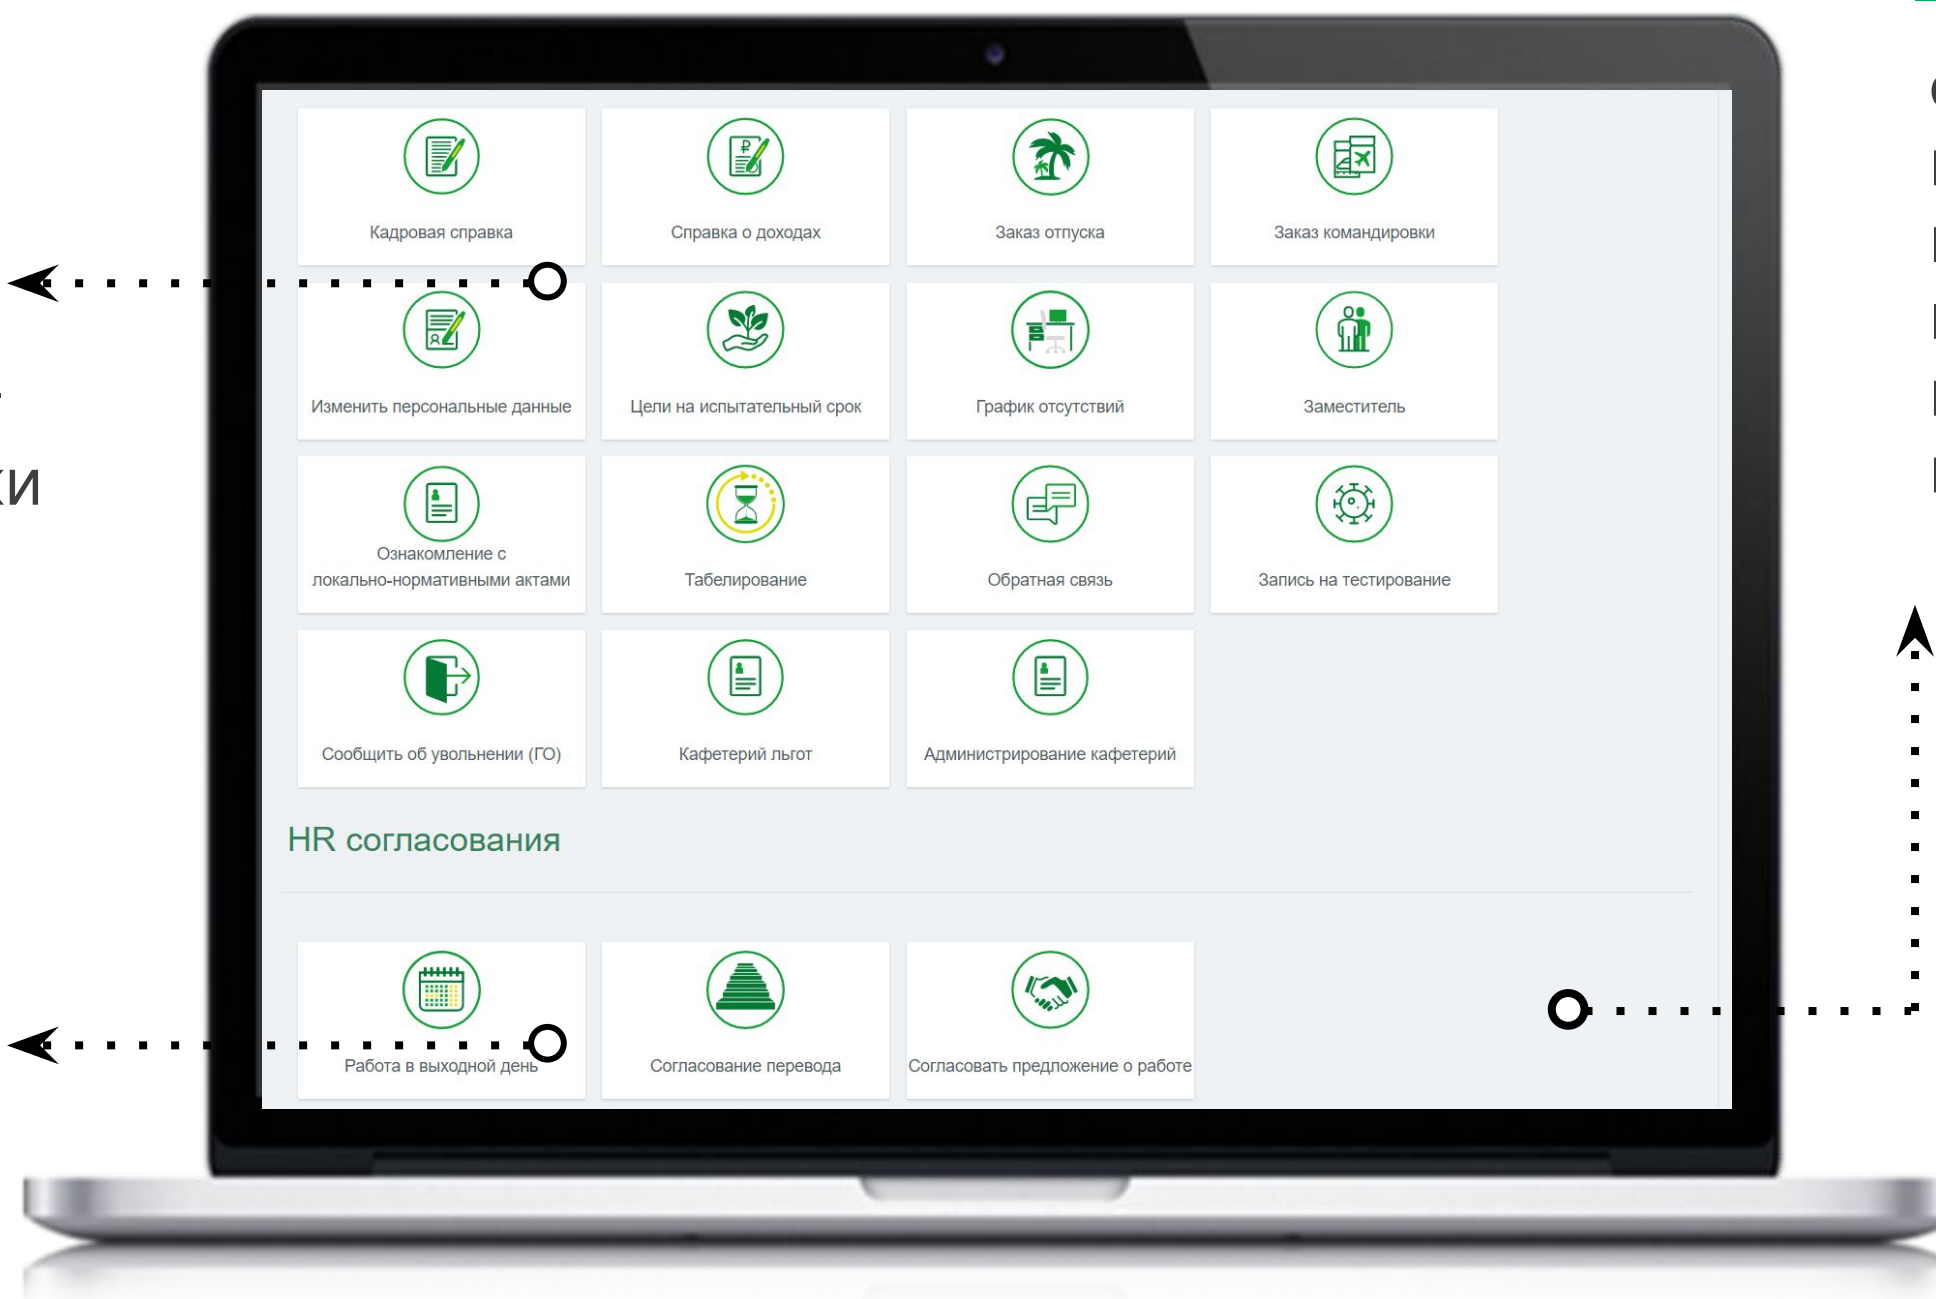 Кадровая справка
Справка о доходах
Заказ отпуска
Заказ командировки
Изменить персональные данные
Цели на испытательный срок
График отсутствий
Заместитель
Ознакомление с
локально-нормативными актами
Табелирование
Обратная связь
Запись на тестирование
Сообщить об увольнении (ГО)
Кафетерий льгот
Администрирование кафетерий
HR согласования
Работа в выходной день
Согласование перевода
Согласовать предложение о работе